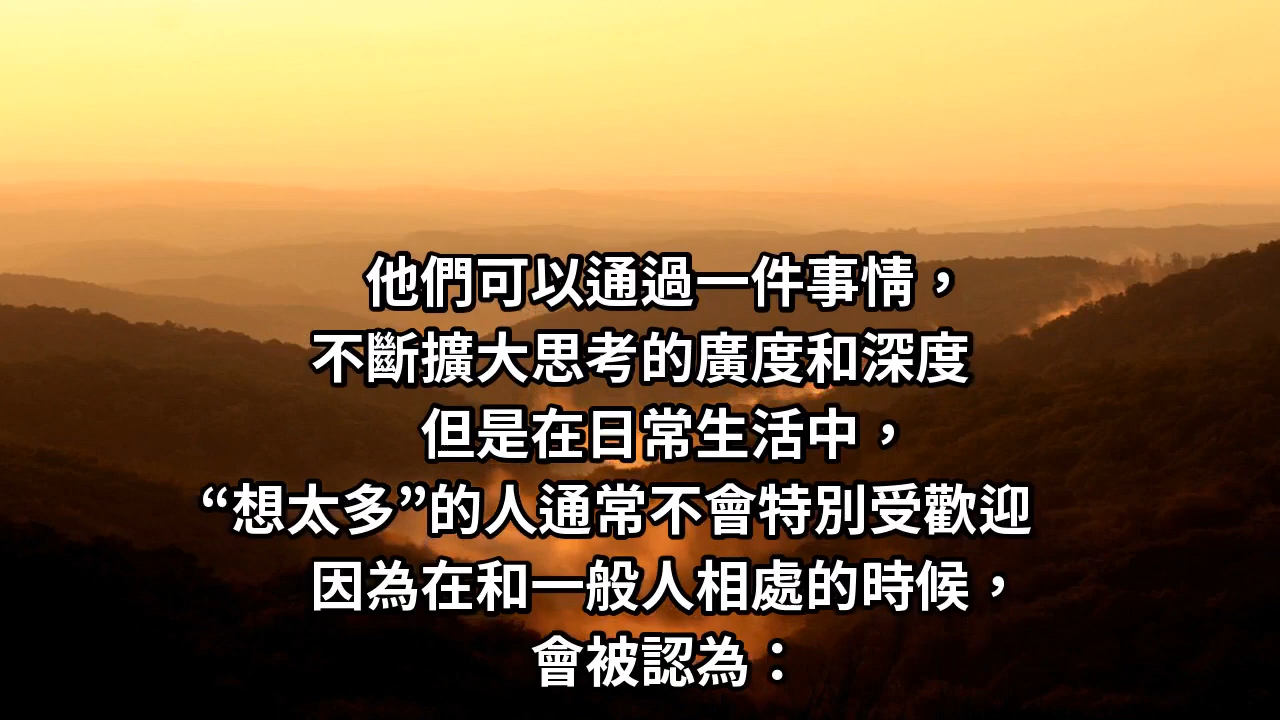 他們可以通過一件事情，
不斷擴大思考的廣度和深度
但是在日常生活中，
“想太多”的人通常不會特別受歡迎
因為在和一般人相處的時候，
會被認為：